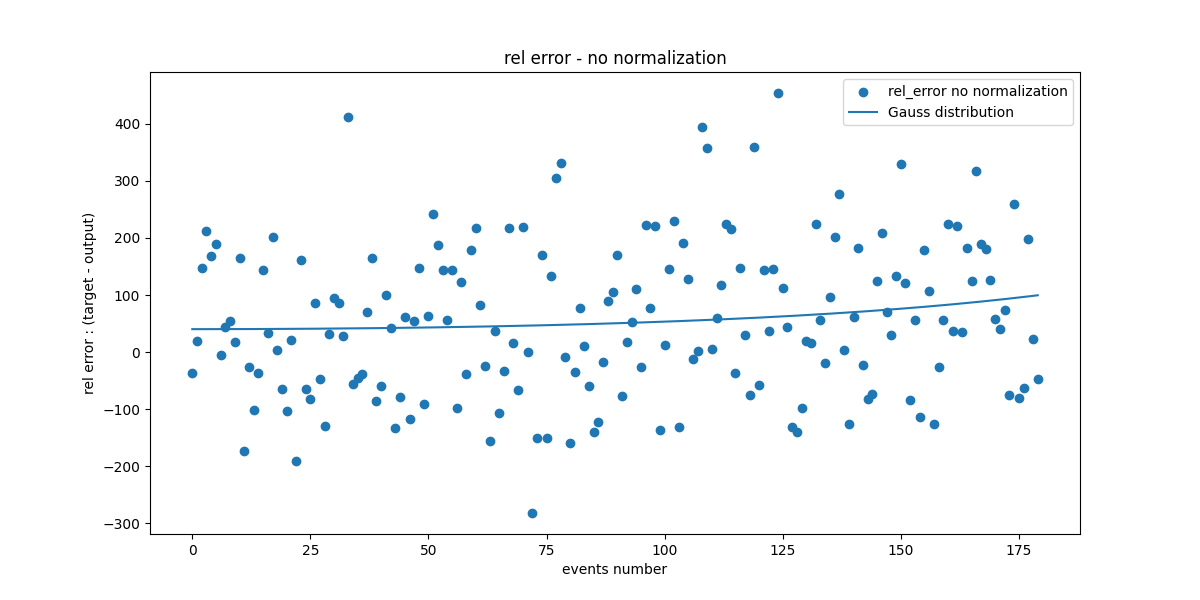 rel error - no normalization
rel_error no normalization
Gauss distribution
rel error : (target - output)
400
300
200
100
0
−100
−200
−300
0 25 50 75 100 125 150 175
events number